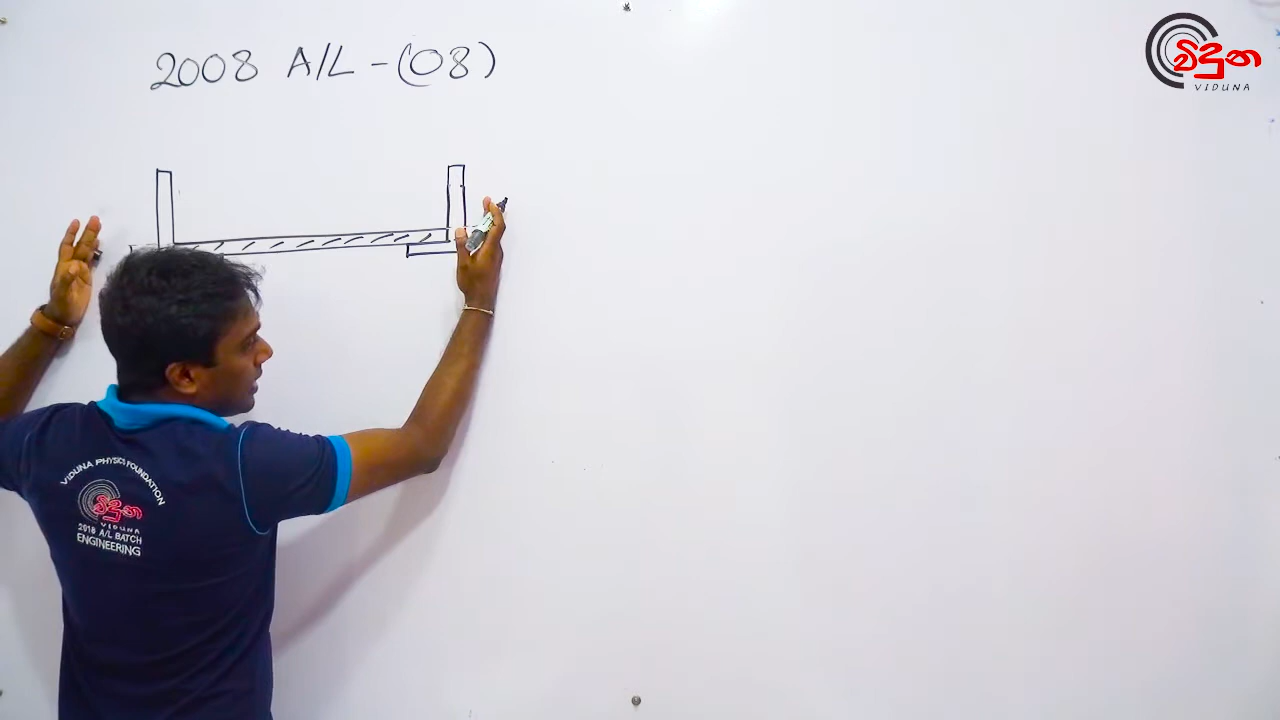 2008 A/L - (08)
විදුන
VIDUNA
VIDUNA PHYSICS FOUNDATION
විදුන
VIDUNA
2018 A/L BATCH
ENGINEERING